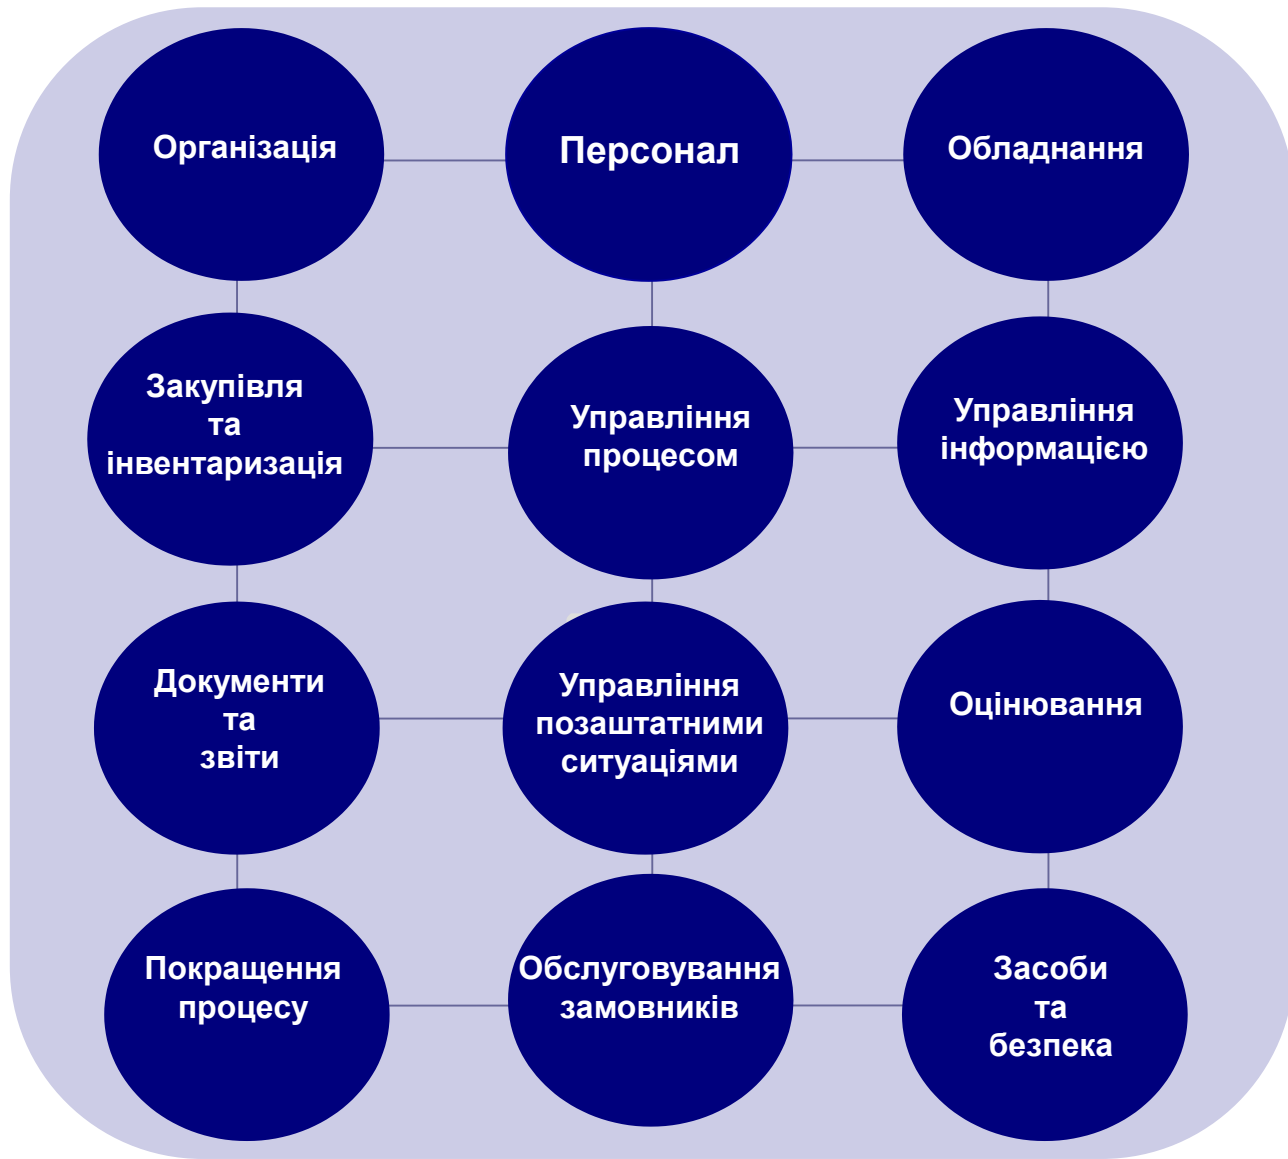 Організація
Персонал
Обладнання
Закупівля
та
інвентаризація
Управління
процесом
Управління
інформацією
Документи
та
звіти
Управління
позаштатними
ситуаціями
Оцінювання
Покращення
процесу
Обслуговування
замовників
Засоби
та
безпека